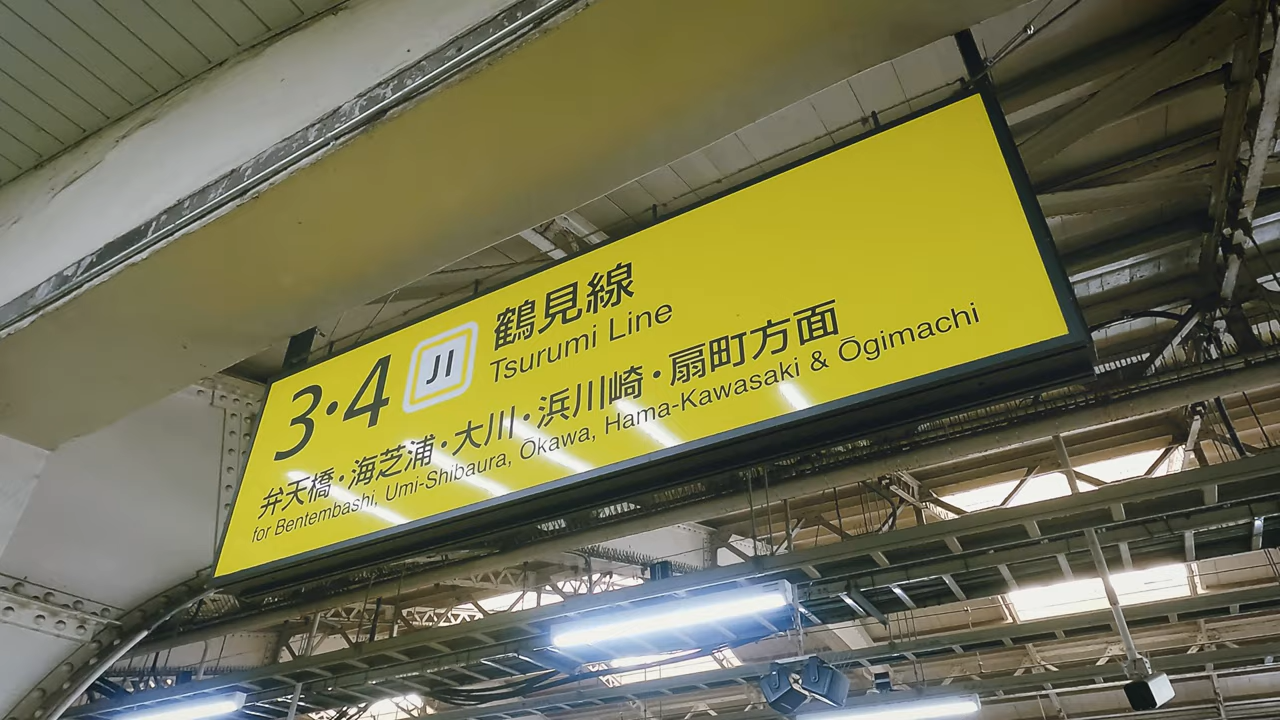 3・4 JI 鶴見線
Tsurumi Line
弁天橋・海芝浦・大川・浜川崎・扇町方面
for Bentembashi, Umi-Shibaura, Ōkawa, Hama-Kawasaki & Ōgimachi